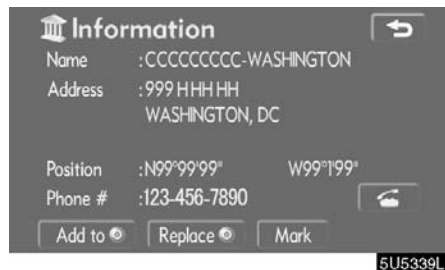 Information
Name :CCCCCCCCC-WASHINGTON
Address :999 HHH HH
WASHINGTON, DC
Position :N99°99'99" W99°1'99"
Phone # :123-456-7890
Add to Replace Mark
5U5339L